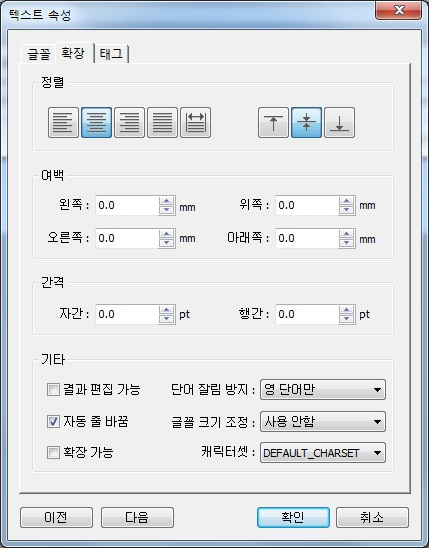 텍스트 속성
글꼴 확장 태그
정렬
여백
왼쪽 : 0.0 mm 위쪽 : 0.0 mm
오른쪽 : 0.0 mm 아래쪽 : 0.0 mm
간격
자간 : 0.0 pt 행간 : 0.0 pt
기타
결과 편집 가능 단어 잘림 방지 : 영 단어만
자동 줄 바꿈 글꼴 크기 조정 : 사용 안함
확장 가능 캐릭터셋 : DEFAULT_CHARSET
이전 다음 확인 취소